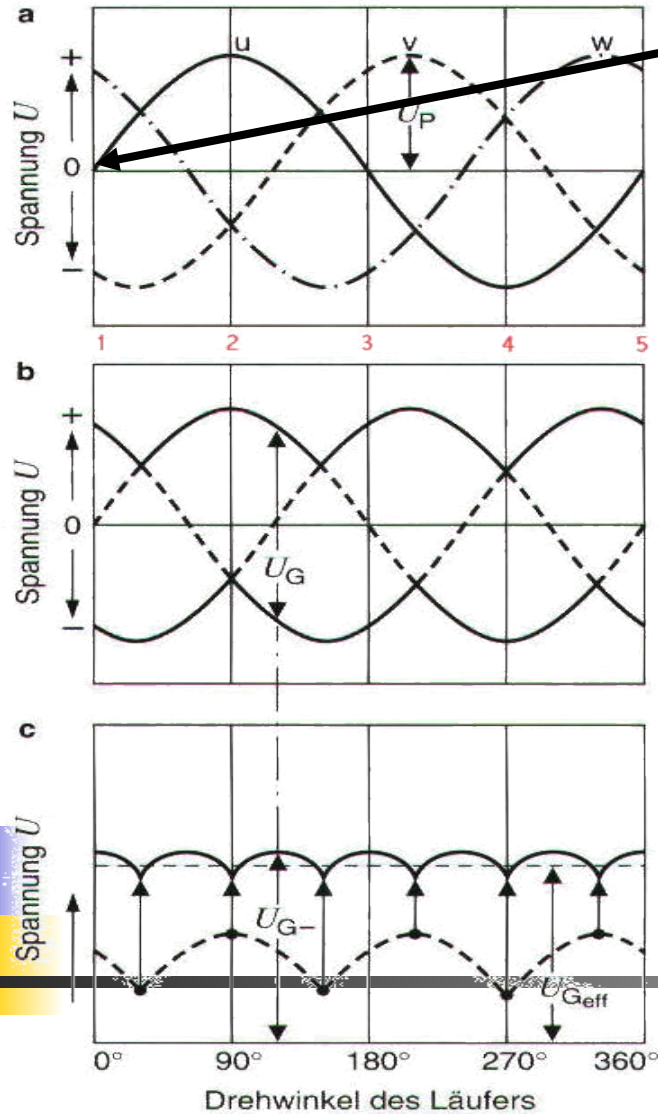 a
u v w
+
U_P
Spannung U
0
–
1 2 3 4 5
b
+
Spannung U
0
U_G
–
c
Spannung U
U_G–
U_Geff
0° 90° 180° 270° 360°
Drehwinkel des Läufers